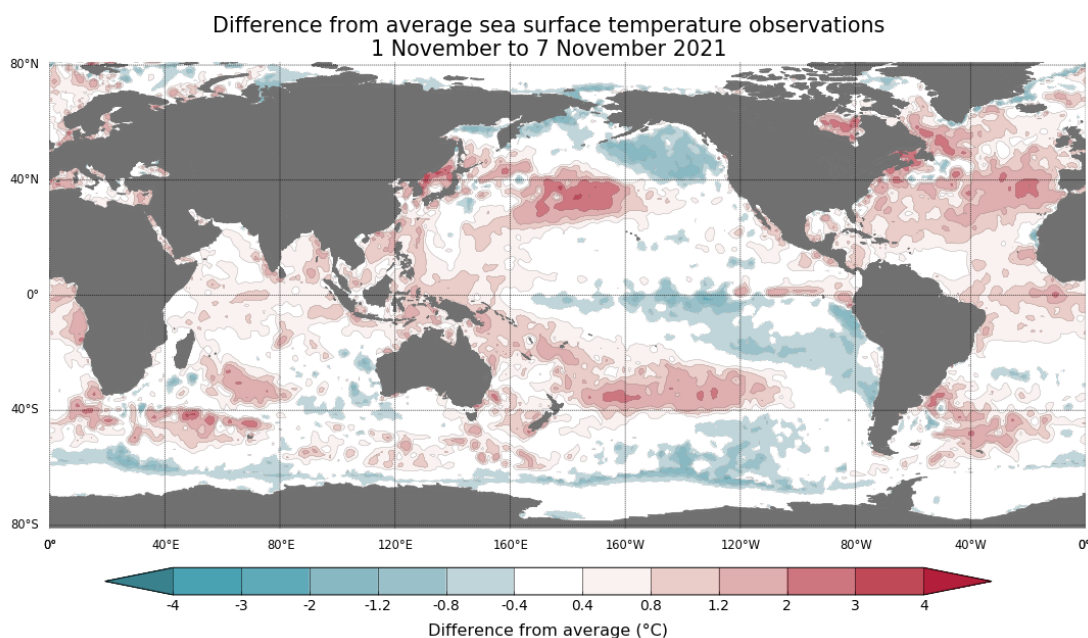 Difference from average sea surface temperature observations
1 November to 7 November 2021
80°N
40°N
0°
40°S
80°S
0° 40°E 80°E 120°E 160°E 160°W 120°W 80°W 40°W 0°
-4 -3 -2 -1.2 -0.8 -0.4 0.4 0.8 1.2 2 3 4
Difference from average (°C)